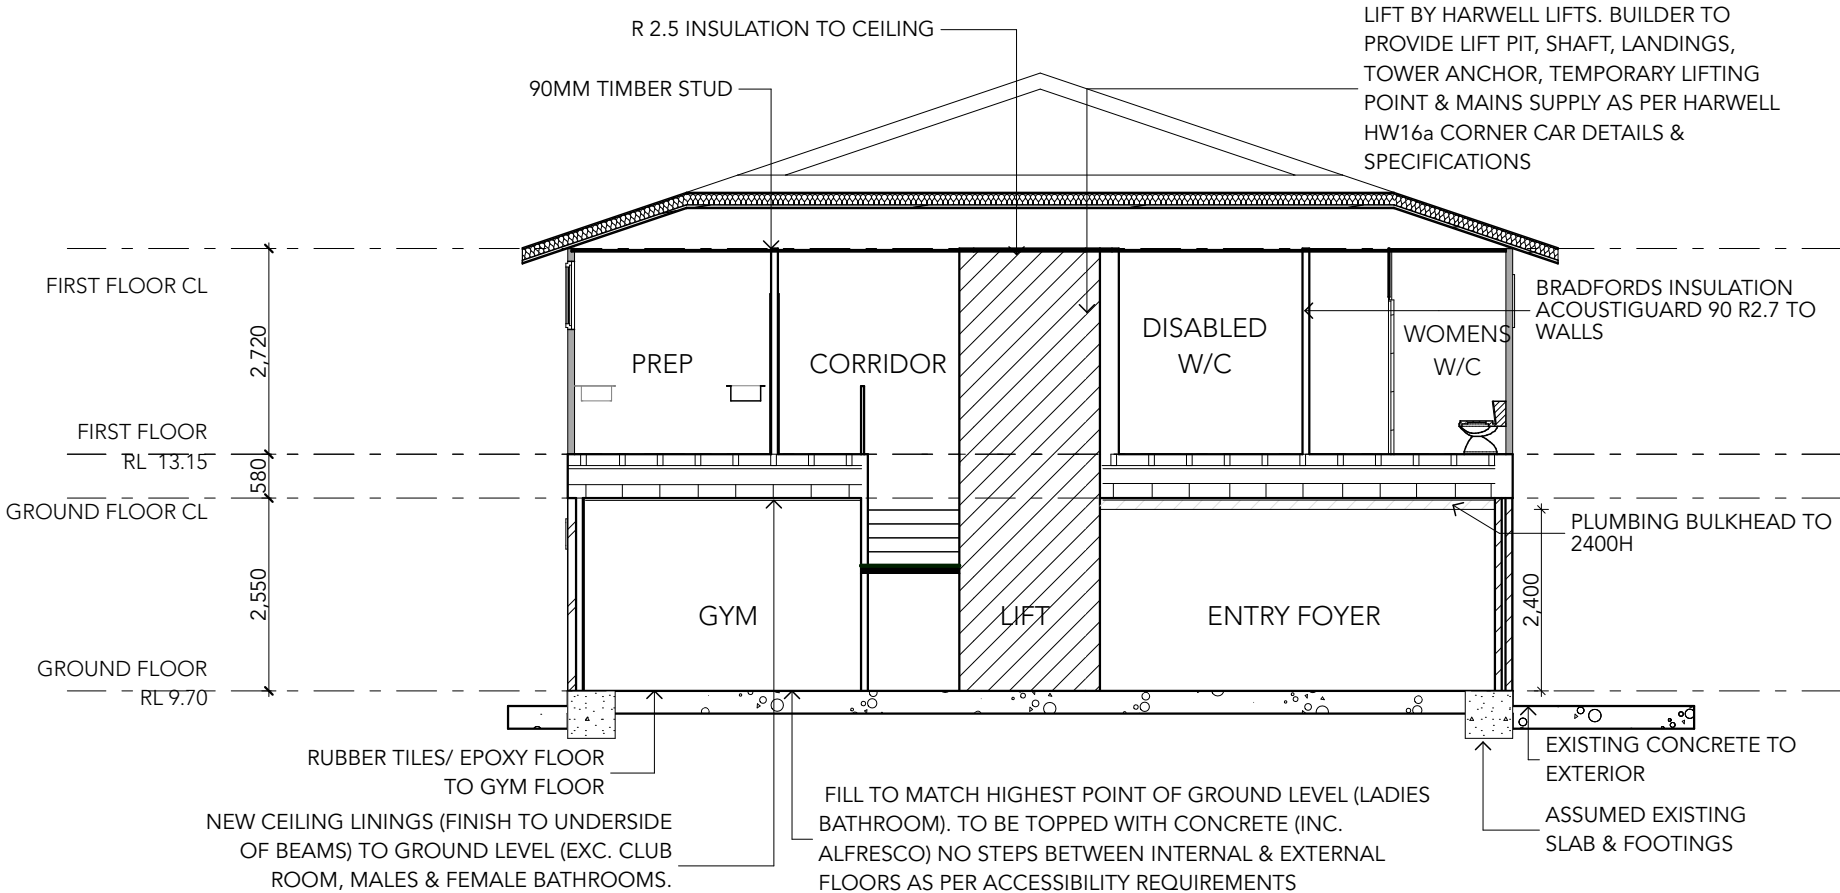 LIFT BY HARWELL LIFTS. BUILDER TO
PROVIDE LIFT PIT, SHAFT, LANDINGS,
TOWER ANCHOR, TEMPORARY LIFTING
POINT & MAINS SUPPLY AS PER HARWELL
HW16a CORNER CAR DETAILS &
SPECIFICATIONS
R 2.5 INSULATION TO CEILING
90MM TIMBER STUD
FIRST FLOOR CL
2,720
FIRST FLOOR
RL 13.15
580
GROUND FLOOR CL
2,550
GROUND FLOOR
RL 9.70
PREP
CORRIDOR
DISABLED
W/C
WOMENS
W/C
BRADFORDS INSULATION
ACOUSTIGUARD 90 R2.7 TO
WALLS
PLUMBING BULKHEAD TO
2400H
2,400
GYM
LIFT
ENTRY FOYER
RUBBER TILES/ EPOXY FLOOR
TO GYM FLOOR
NEW CEILING LININGS (FINISH TO UNDERSIDE
OF BEAMS) TO GROUND LEVEL (EXC. CLUB
ROOM, MALES & FEMALE BATHROOMS.
FILL TO MATCH HIGHEST POINT OF GROUND LEVEL (LADIES
BATHROOM). TO BE TOPPED WITH CONCRETE (INC.
ALFRESCO) NO STEPS BETWEEN INTERNAL & EXTERNAL
FLOORS AS PER ACCESSIBILITY REQUIREMENTS
EXISTING CONCRETE TO
EXTERIOR
ASSUMED EXISTING
SLAB & FOOTINGS